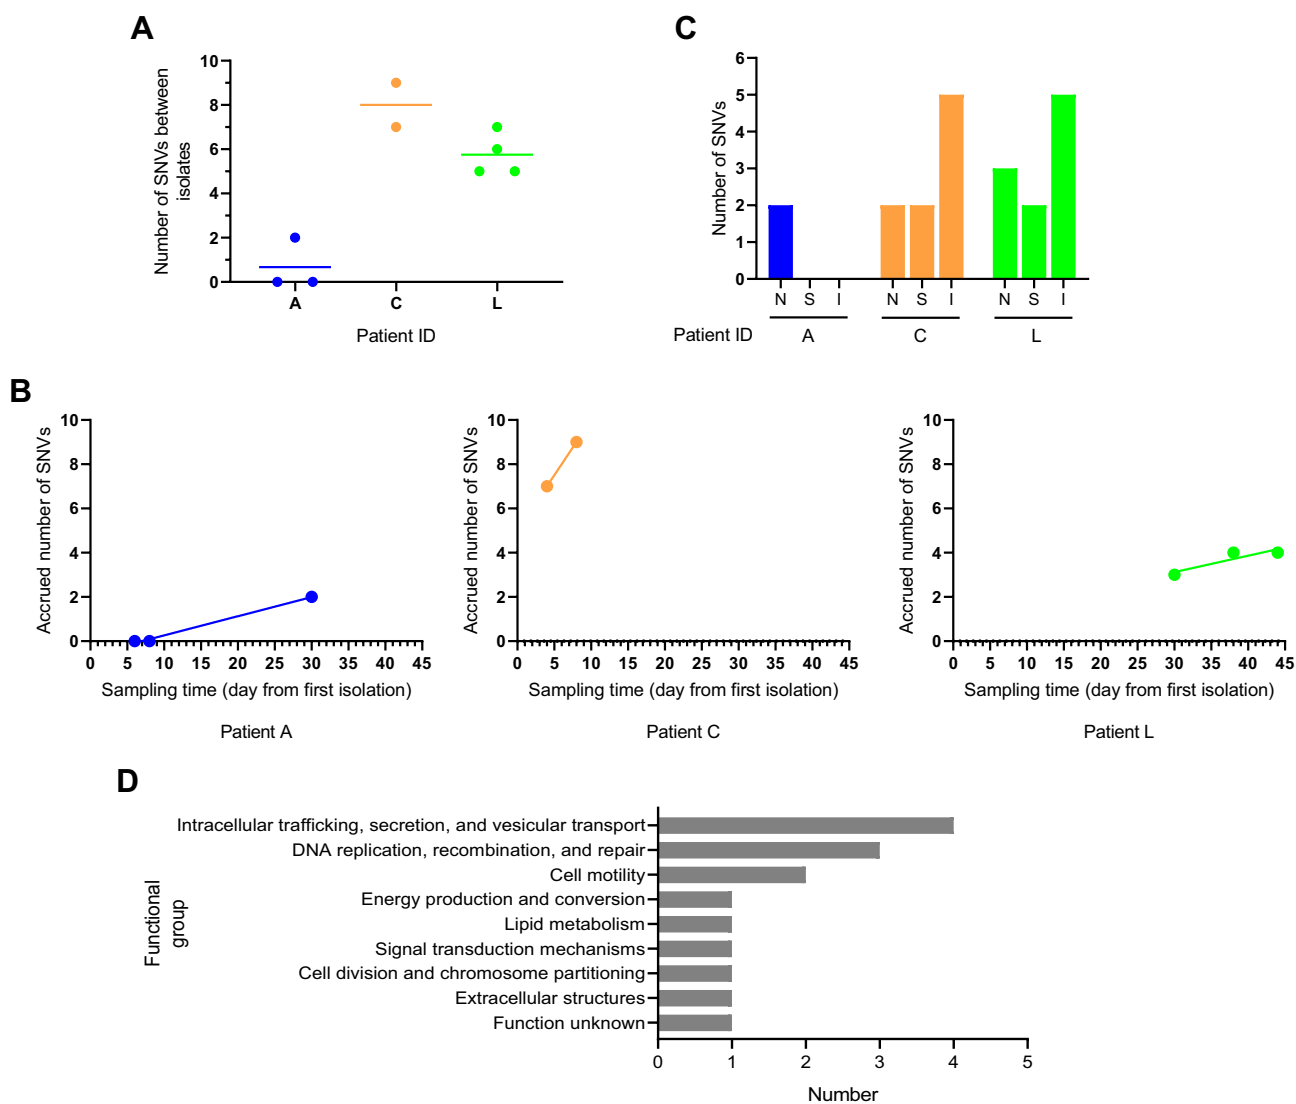 A
Number of SNVs between
isolates
10
8
6
4
2
0
A C L
Patient ID
C
Number of SNVs
6
5
4
3
2
1
0
N S I N S I N S I
Patient ID A C L
B
Accrued number of SNVs
10
8
6
4
2
0
0 5 10 15 20 25 30 35 40 45
Sampling time (day from first isolation)
Patient A
Accrued number of SNVs
10
8
6
4
2
0
0 5 10 15 20 25 30 35 40 45
Sampling time (day from first isolation)
Patient C
Accrued number of SNVs
10
8
6
4
2
0
0 5 10 15 20 25 30 35 40 45
Sampling time (day from first isolation)
Patient L
D
Functional
group
Intracellular trafficking, secretion, and vesicular transport
DNA replication, recombination, and repair
Cell motility
Energy production and conversion
Lipid metabolism
Signal transduction mechanisms
Cell division and chromosome partitioning
Extracellular structures
Function unknown
0 1 2 3 4 5
Number